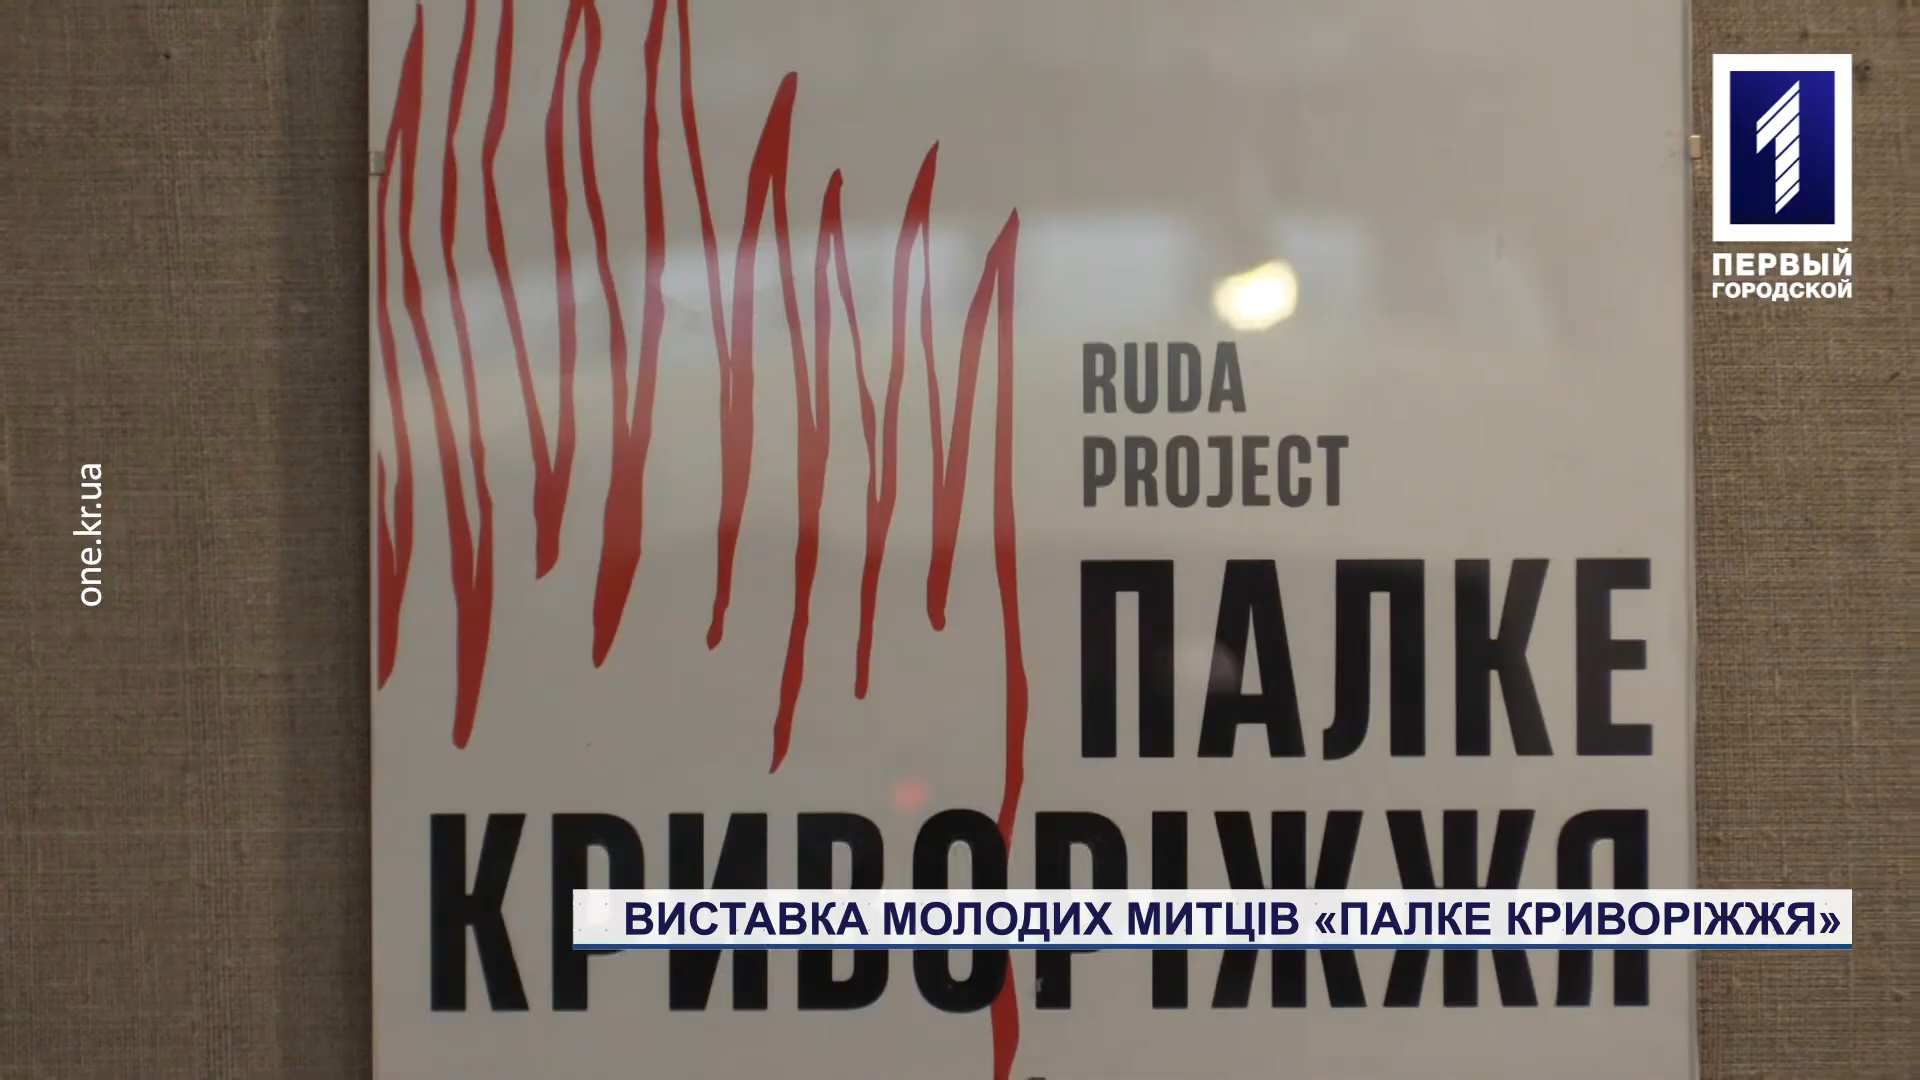 ПЕРВЫЙ
ГОРОДСКОЙ
one.kr.ua
RUDA
PROJECT
ПАЛКЕ
КРИВОРІЖЖЯ
ВИСТАВКА МОЛОДИХ МИТЦІВ «ПАЛКЕ КРИВОРІЖЖЯ»